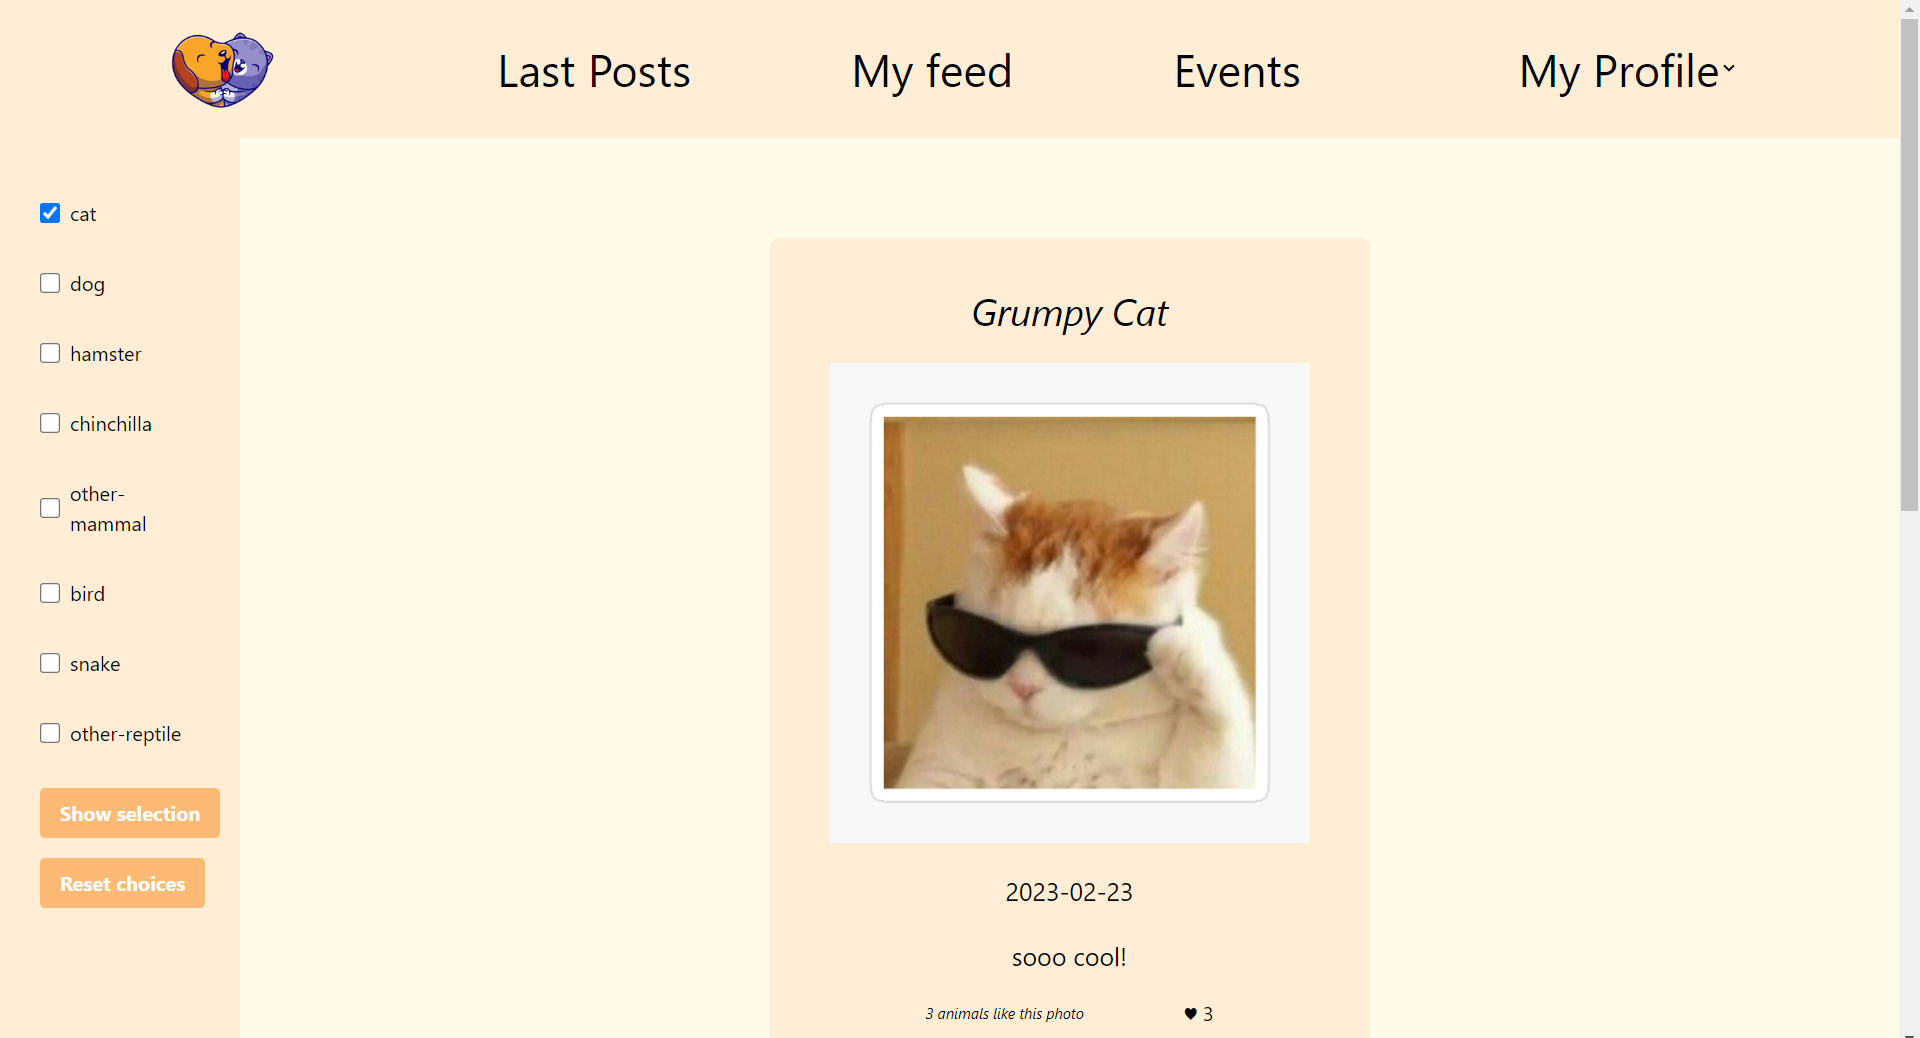 Last Posts
My feed
Events
My Profile
cat
dog
hamster
chinchilla
other-
mammal
bird
snake
other-reptile
Show selection
Reset choices
Grumpy Cat
2023-02-23
sooo cool!
3 animals like this photo
3